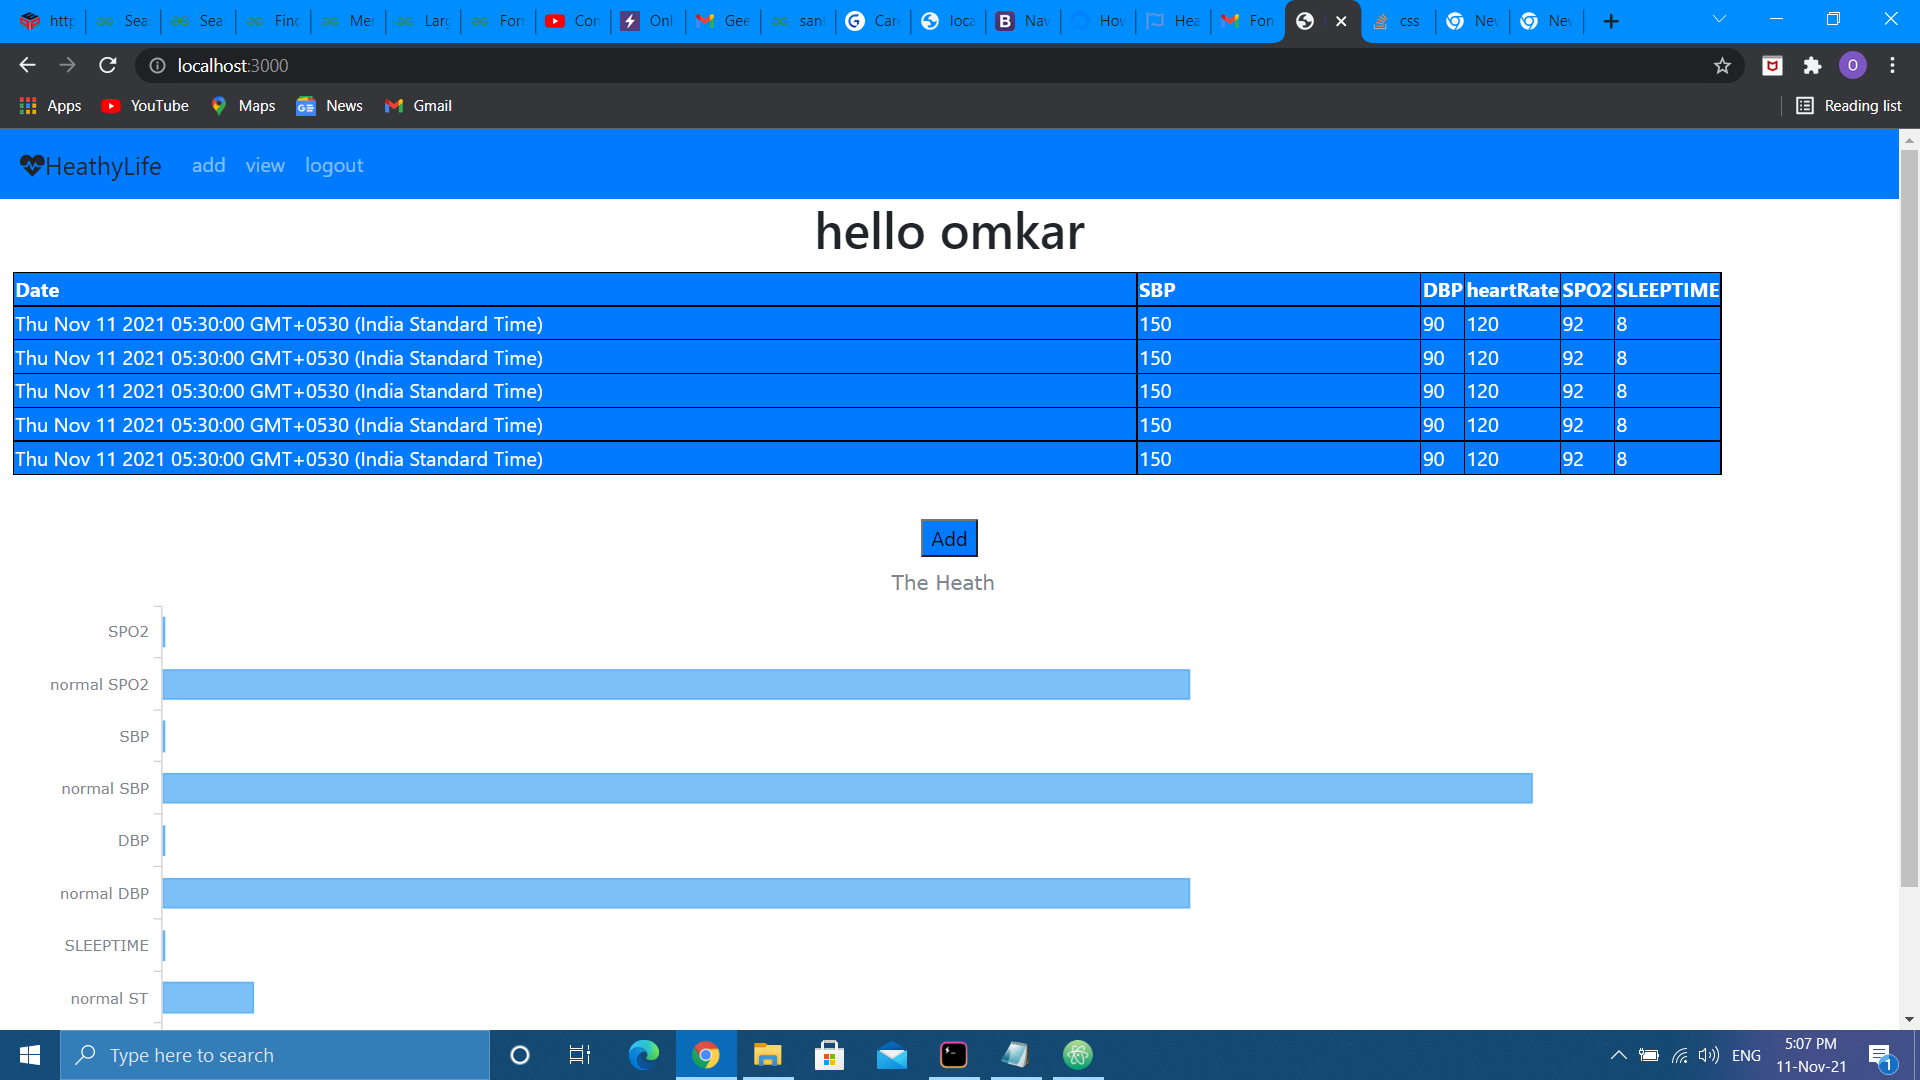 http Sea Sea Finc Mer Larg Forr Con Onli Gee sani Car loca Nav How Hea Fon css Nev Nev
localhost:3000
Apps YouTube Maps News Gmail Reading list
HeathyLife add view logout
hello omkar
Date SBP DBP heartRate SPO2 SLEEPTIME
Thu Nov 11 2021 05:30:00 GMT+0530 (India Standard Time) 150 90 120 92 8
Thu Nov 11 2021 05:30:00 GMT+0530 (India Standard Time) 150 90 120 92 8
Thu Nov 11 2021 05:30:00 GMT+0530 (India Standard Time) 150 90 120 92 8
Thu Nov 11 2021 05:30:00 GMT+0530 (India Standard Time) 150 90 120 92 8
Thu Nov 11 2021 05:30:00 GMT+0530 (India Standard Time) 150 90 120 92 8
Add
The Heath
SPO2
normal SPO2
SBP
normal SBP
DBP
normal DBP
SLEEPTIME
normal ST
Type here to search ENG 5:07 PM
11-Nov-21 1